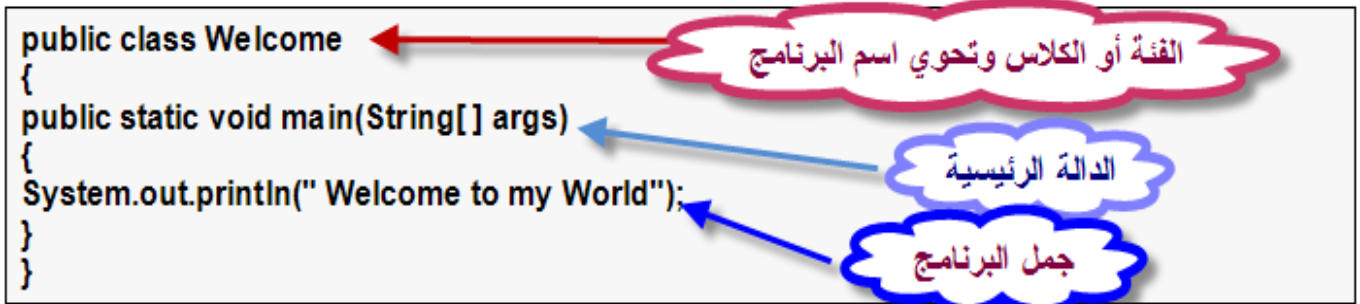 public class Welcome
الفئة أو الكلاس وتحوي اسم البرنامج
{
public static void main(String[ ] args)
الدالة الرئيسية
{
System.out.println(" Welcome to my World");
جمل البرنامج
}
}